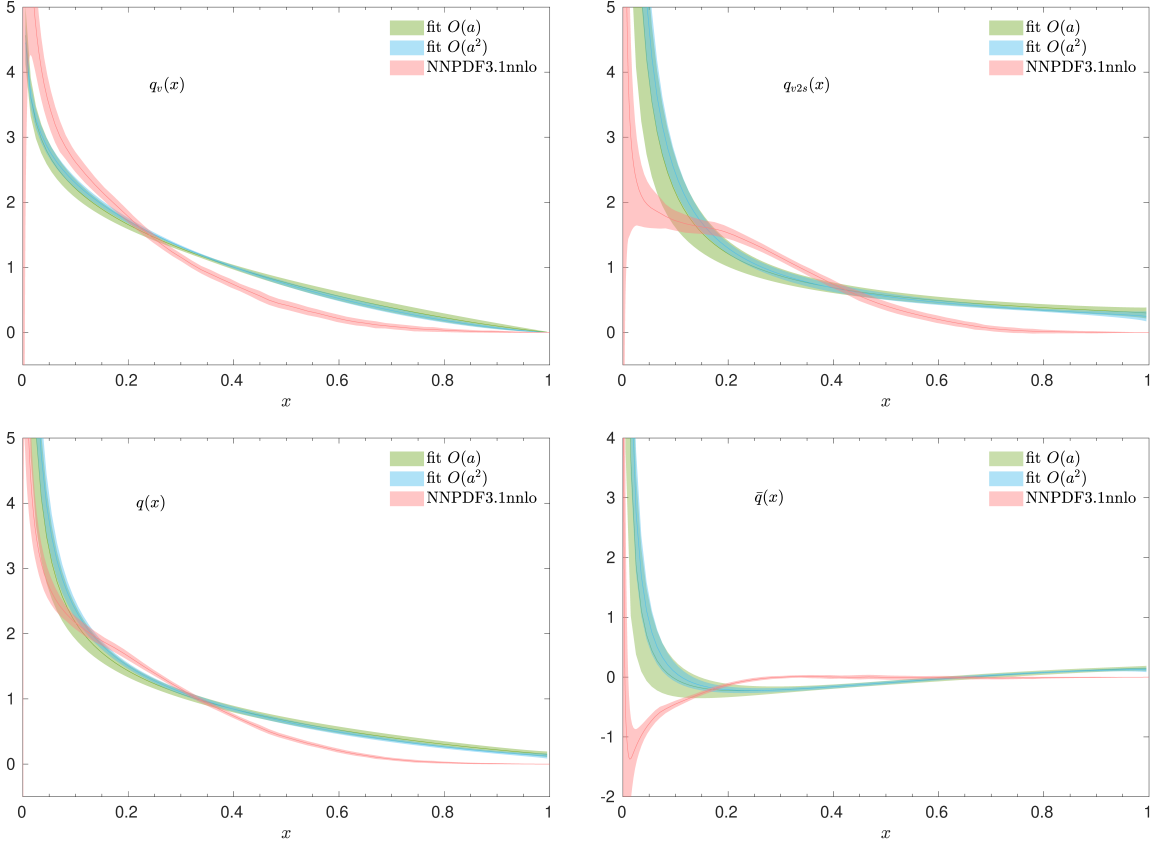 5
4
3
2
1
0
0 0.2 0.4 0.6 0.8 1
x
q_v(x)
fit O(a)
fit O(a²)
NNPDF3.1nnlo
5
4
3
2
1
0
0 0.2 0.4 0.6 0.8 1
x
q_{v2s}(x)
fit O(a)
fit O(a²)
NNPDF3.1nnlo
5
4
3
2
1
0
0 0.2 0.4 0.6 0.8 1
x
q(x)
fit O(a)
fit O(a²)
NNPDF3.1nnlo
4
3
2
1
0
-1
-2
0 0.2 0.4 0.6 0.8 1
x
q̄(x)
fit O(a)
fit O(a²)
NNPDF3.1nnlo